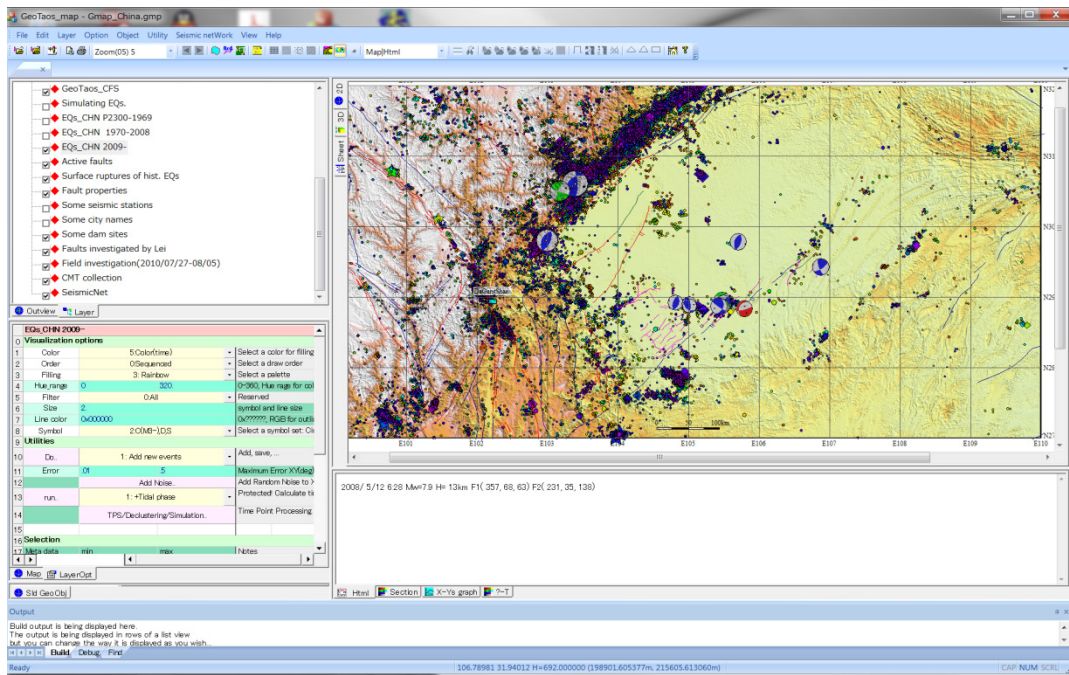 GeoTaos_map - Gmap_China.gmp
File Edit Layer Option Object Utility Seismic netWork View Help
Zoom(05) 5
Map|Html
GeoTaos_CFS
Simulating EQs.
EQs_CHN P2300-1969
EQs_CHN 1970-2008
EQs_CHN 2009-
Active faults
Surface ruptures of hist. EQs
Fault properties
Some seismic stations
Some city names
Some dam sites
Faults investigated by Lei
Field investigation(2010/07/27-08/05)
CMT collection
SeismicNet
Outview Layer
EQs_CHN 2009-
0 Visualization options
1 Color 5:Color(time) Select a color for filling
2 Order 0:Sequenced Select a draw order
3 Filling 3: Rainbow Select a palette
4 Hue_range 0 320. 0-360, Hue rage for col
5 Filter 0:All Reserved
6 Size 2. symbol and line size
7 Line color 0x000000 0x??????, RGB for outli
8 Symbol 2:O(M3-),D,S Select a symbol set: Ci
9 Utilities
10 Do.. 1: Add new events Add, save, ...
11 Error .01 .5 Maximum Error XY(deg)
12 Add Noise.. Add Random Noise to
13 run.. 1: +Tidal phase Protected! Calculate
14 TPS/Declustering/Simulation.. Time Point Processing
15
16 Selection
17 Meta data min max Notes
Map LayerOpt
Sld GeoObj
2D
3D
Sheet
N31
N28
E101 E102 E103 E104 E105 E106 E107 E108 E109 E110
100km
2008/ 5/12 6:28 Mw=7.9 H= 13km F1( 357, 68, 63) F2( 231, 35, 138)
Html Section X-Ys graph ?-T
Output
Build output is being displayed here.
The output is being displayed in rows of a list view
but you can change the way it is displayed as you wish...
Build Debug Find
Ready
106.78981 31.94012 H=692.000000 (198901.605377m, 215605.613060m)
CAP NUM SCRL